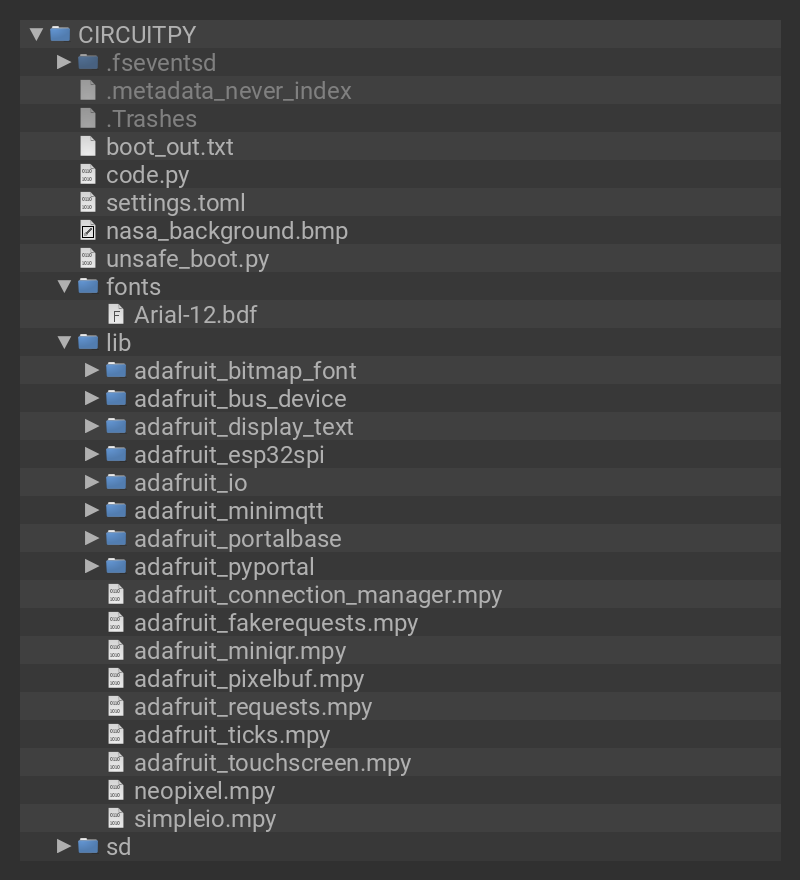 CIRCUITPY
.fseventsd
.metadata_never_index
.Trashes
boot_out.txt
code.py
settings.toml
nasa_background.bmp
unsafe_boot.py
fonts
Arial-12.bdf
lib
adafruit_bitmap_font
adafruit_bus_device
adafruit_display_text
adafruit_esp32spi
adafruit_io
adafruit_minimqtt
adafruit_portalbase
adafruit_pyportal
adafruit_connection_manager.mpy
adafruit_fakerequests.mpy
adafruit_miniqr.mpy
adafruit_pixelbuf.mpy
adafruit_requests.mpy
adafruit_ticks.mpy
adafruit_touchscreen.mpy
neopixel.mpy
simpleio.mpy
sd